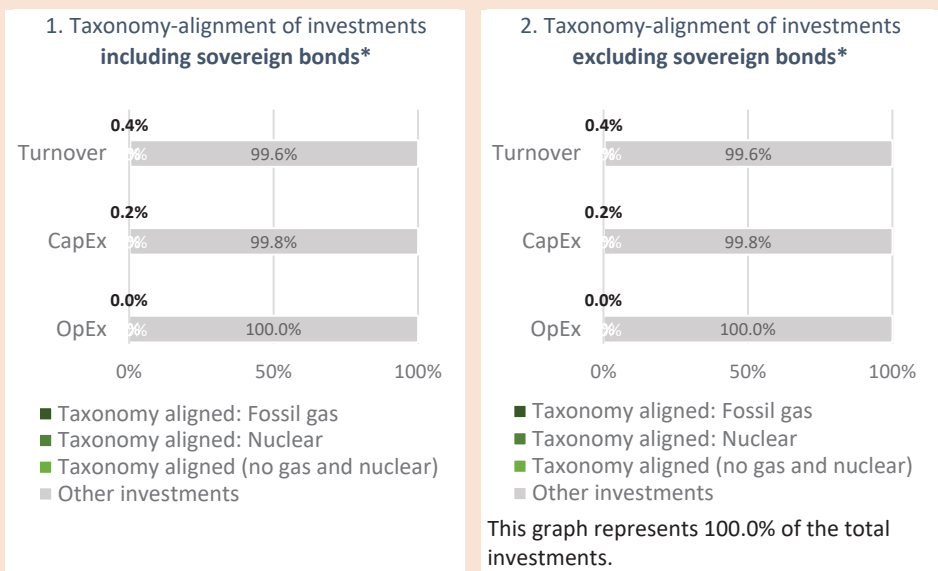 1. Taxonomy-alignment of investments
including sovereign bonds*
0.4%
Turnover 99.6%
0.2%
CapEx 99.8%
0.0%
OpEx 100.0%
0% 50% 100%
Taxonomy aligned: Fossil gas
Taxonomy aligned: Nuclear
Taxonomy aligned (no gas and nuclear)
Other investments
2. Taxonomy-alignment of investments
excluding sovereign bonds*
0.4%
Turnover 99.6%
0.2%
CapEx 99.8%
0.0%
OpEx 100.0%
0% 50% 100%
Taxonomy aligned: Fossil gas
Taxonomy aligned: Nuclear
Taxonomy aligned (no gas and nuclear)
Other investments
This graph represents 100.0% of the total
investments.